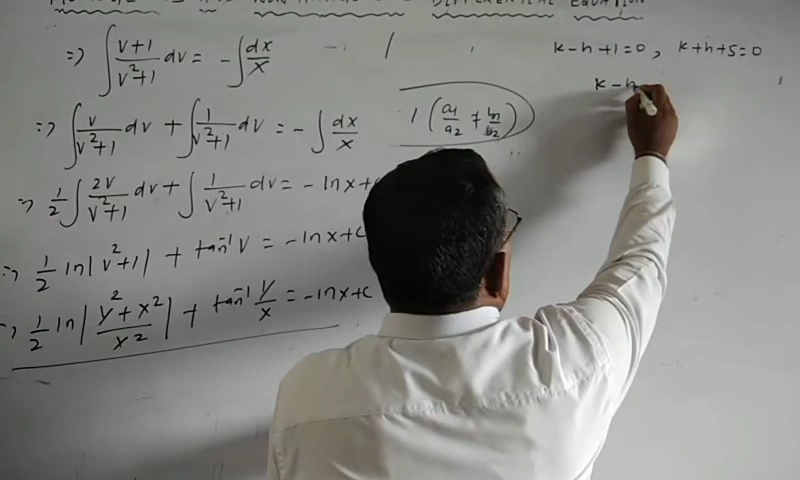 DIFFERENTIAL EQUATION
⇒ ∫ (v+1)/(v²+1) dv = - ∫ dx/x
⇒ ∫ v/(v²+1) dv + ∫ 1/(v²+1) dv = - ∫ dx/x
⇒ 1/2 ∫ 2v/(v²+1) dv + ∫ 1/(v²+1) dv = - ln x +
⇒ 1/2 ln|v²+1| + tan⁻¹ v = - ln x + c
⇒ 1/2 ln|(y²+x²)/x²| + tan⁻¹ y/x = - ln x + c
1 (a₁/a₂ ≠ b₁/b₂)
k-h+1=0, k+h+5=0
k-h